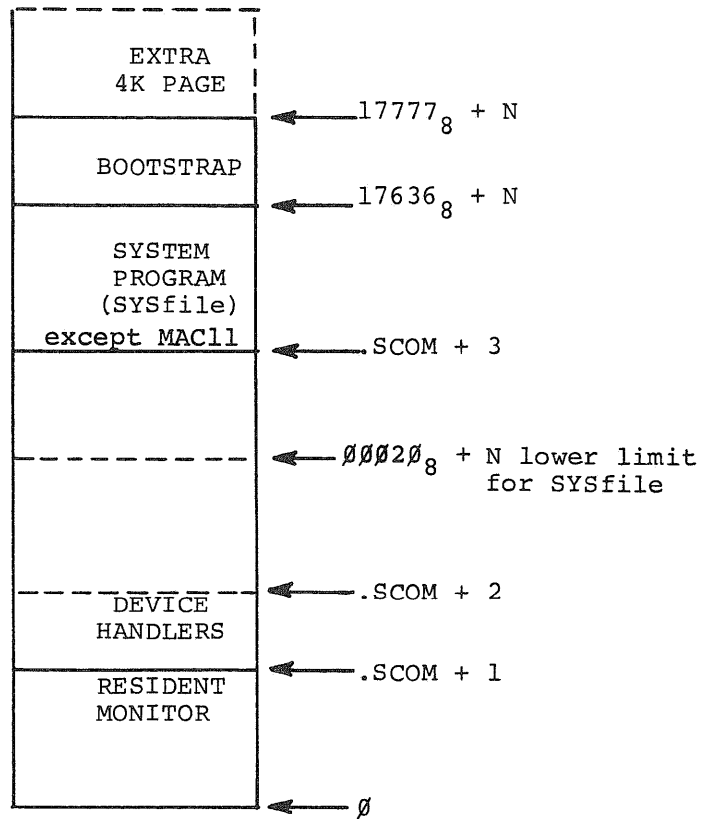 EXTRA
4K PAGE
17777₈ + N
BOOTSTRAP
17636₈ + N
SYSTEM
PROGRAM
(SYSfile)
except MAC11
.SCOM + 3
ØØØ2Ø₈ + N lower limit
for SYSfile
.SCOM + 2
DEVICE
HANDLERS
.SCOM + 1
RESIDENT
MONITOR
Ø